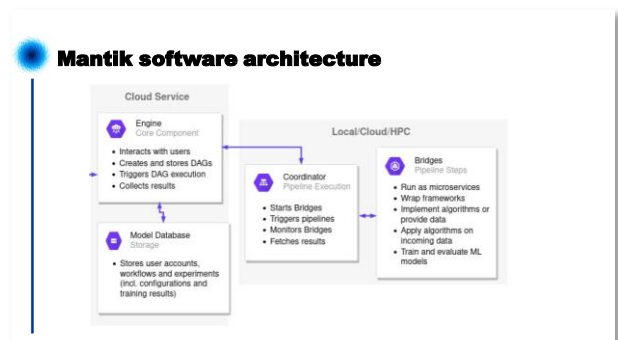 Mantik software architecture
Cloud Service
Engine
Core Component
• Interacts with users
• Creates and stores DAGs
• Triggers DAG execution
• Collects results
Model Database
Storage
• Stores user accounts,
workflows and experiments
(incl. configurations and
training results)
Local/Cloud/HPC
Coordinator
Pipeline Execution
• Starts Bridges
• Triggers pipelines
• Monitors Bridges
• Fetches results
Bridges
Pipeline Steps
• Run as microservices
• Wrap frameworks
• Implement algorithms or
provide data
• Apply algorithms on
incoming data
• Train and evaluate ML
models